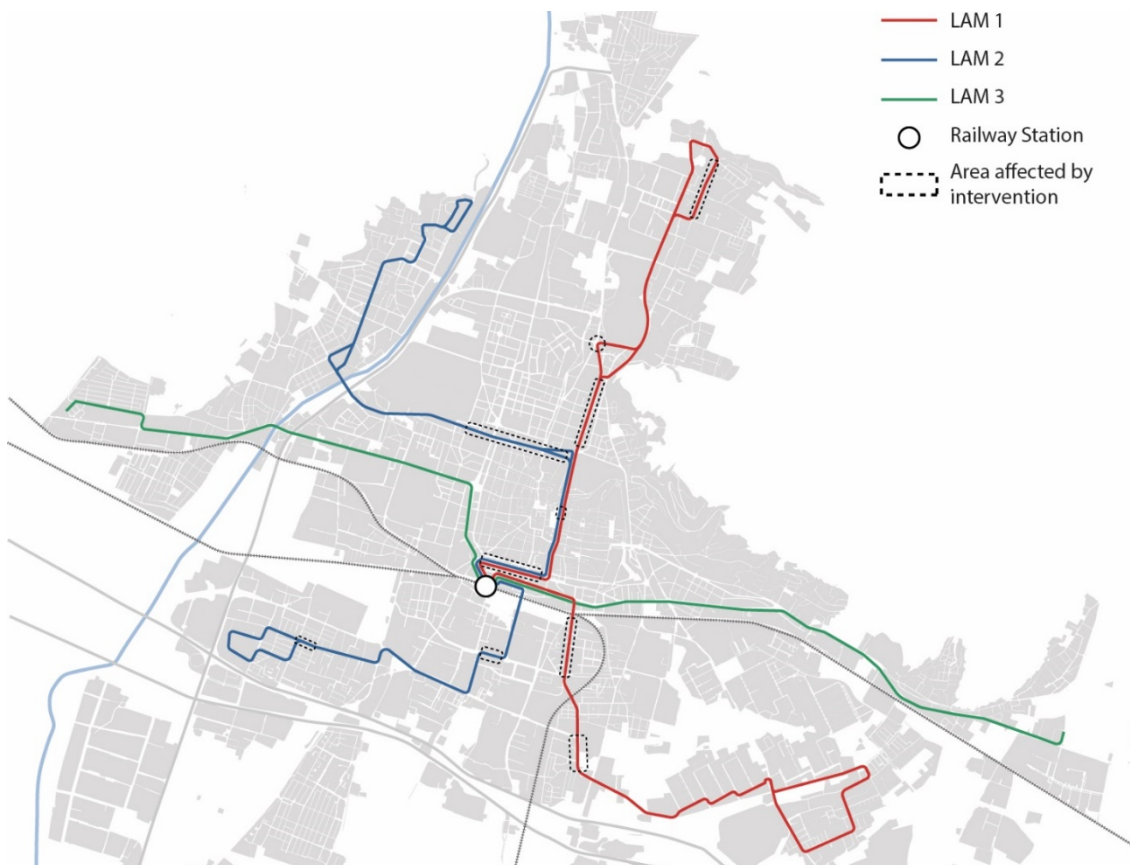 LAM 1
LAM 2
LAM 3
Railway Station
Area affected by
intervention